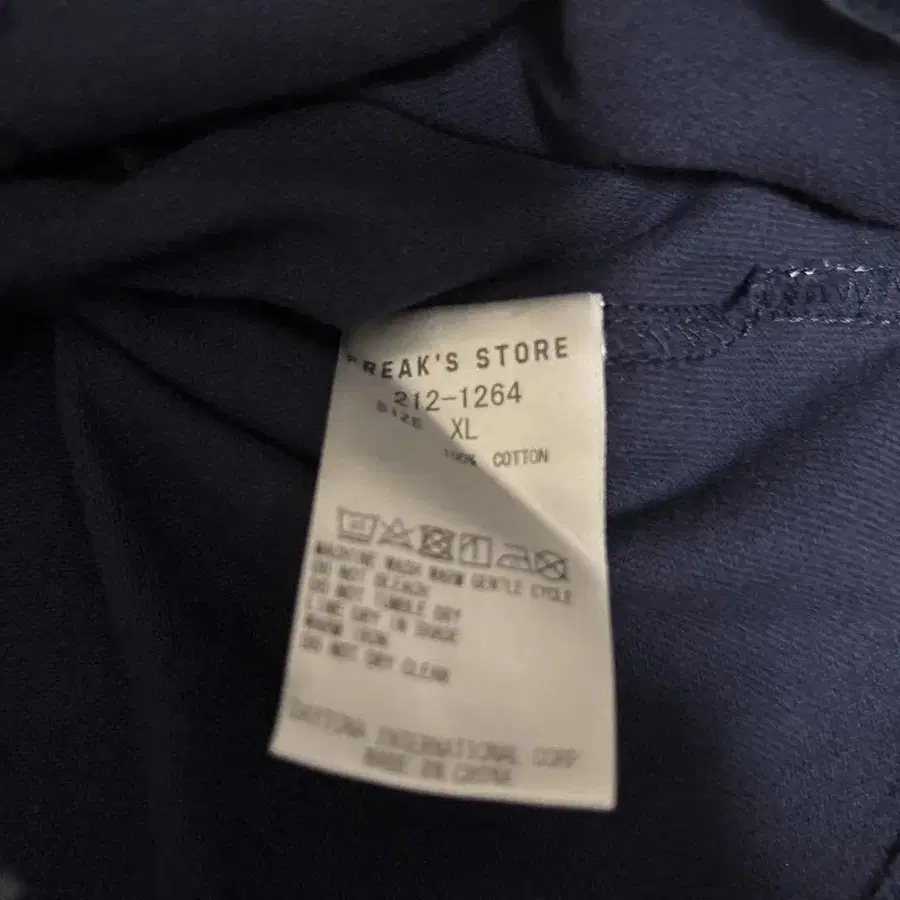 FREAK'S STORE
212-1264
SIZE XL
100% COTTON
MACHINE WASH WARM GENTLE CYCLE
DO NOT BLEACH
DO NOT TUMBLE DRY
LINE DRY IN SHADE
WARM IRON
DO NOT DRY CLEAN
DAYTONA INTERNATIONAL CORP
MADE IN CHINA